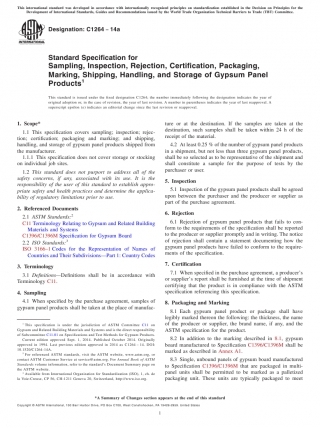 This international standard was developed in accordance with internationally recognized principles on standardization established in the Decision on Principles for the
Development of International Standards, Guides and Recommendations issued by the World Trade Organization Technical Barriers to Trade (TBT) Committee.
Designation: C1264 − 14a
Standard Specification for
Sampling, Inspection, Rejection, Certification, Packaging,
Marking, Shipping, Handling, and Storage of Gypsum Panel
Products¹
This standard is issued under the fixed designation C1264; the number immediately following the designation indicates the year of
original adoption or, in the case of revision, the year of last revision. A number in parentheses indicates the year of last reapproval. A
superscript epsilon (ε) indicates an editorial change since the last revision or reapproval.
1. Scope*
1.1 This specification covers sampling; inspection; rejec-
tion; certification; packaging and marking; and shipping,
handling, and storage of gypsum panel products shipped from
the manufacturer.
1.1.1 This specification does not cover storage or stocking
on individual job sites.
1.2 This standard does not purport to address all of the
safety concerns, if any, associated with its use. It is the
responsibility of the user of this standard to establish appro-
priate safety and health practices and determine the applica-
bility of regulatory limitations prior to use.
2. Referenced Documents
2.1 ASTM Standards:²
C11 Terminology Relating to Gypsum and Related Building
Materials and Systems
C1396/C1396M Specification for Gypsum Board
2.2 ISO Standards:³
ISO 3166–1 Codes for the Representation of Names of
Countries and Their Subdivisions—Part 1: Country Codes
3. Terminology
3.1 Definitions—Definitions shall be in accordance with
Terminology C11.
4. Sampling
4.1 When specified by the purchase agreement, samples of
gypsum panel products shall be taken at the place of manufac-
¹ This specification is under the jurisdiction of ASTM Committee C11 on
Gypsum and Related Building Materials and Systems and is the direct responsibility
of Subcommittee C11.01 on Specifications and Test Methods for Gypsum Products.
Current edition approved Sept. 1, 2014. Published October 2014. Originally
approved in 1994. Last previous edition approved in 2014 as C1264 – 14. DOI:
10.1520/C1264-14A.
² For referenced ASTM standards, visit the ASTM website, www.astm.org, or
contact ASTM Customer Service at service@astm.org. For Annual Book of ASTM
Standards volume information, refer to the standard's Document Summary page on
the ASTM website.
³ Available from International Organization for Standardization (ISO), 1, ch. de
la Voie-Creuse, CP 56, CH-1211 Geneva 20, Switzerland, http://www.iso.org.
ture or at the destination. If the samples are taken at the
destination, such samples shall be taken within 24 h of the
receipt of the material.
4.2 At least 0.25 % of the number of gypsum panel products
in a shipment, but not less than three gypsum panel products,
shall be so selected as to be representative of the shipment and
shall constitute a sample for the purpose of tests by the
purchaser or user.
5. Inspection
5.1 Inspection of the gypsum panel products shall be agreed
upon between the purchaser and the producer or supplier as
part of the purchase agreement.
6. Rejection
6.1 Rejection of gypsum panel products that fails to con-
form to the requirements of the specification shall be reported
to the producer or supplier promptly and in writing. The notice
of rejection shall contain a statement documenting how the
gypsum panel products have failed to conform to the require-
ments of the specification.
7. Certification
7.1 When specified in the purchase agreement, a producer's
or supplier's report shall be furnished at the time of shipment
certifying that the product is in compliance with the ASTM
specification referencing this specification.
8. Packaging and Marking
8.1 Each gypsum panel product or package shall have
legibly marked thereon the following: the thickness, the name
of the producer or supplier, the brand name, if any, and the
ASTM specification for the product.
8.2 In addition to the marking described in 8.1, gypsum
board manufactured to Specification C1396/C1396M shall be
marked as described in Annex A1.
8.3 Single, unbound panels of gypsum board manufactured
to Specification C1396/C1396M that are packaged in multi-
panel units shall be permitted to be marked as a palletized
packaging unit. These units are typically packaged to meet
*A Summary of Changes section appears at the end of this standard
Copyright © ASTM International, 100 Barr Harbor Drive, PO Box C700, West Conshohocken, PA 19428-2959. United States
1